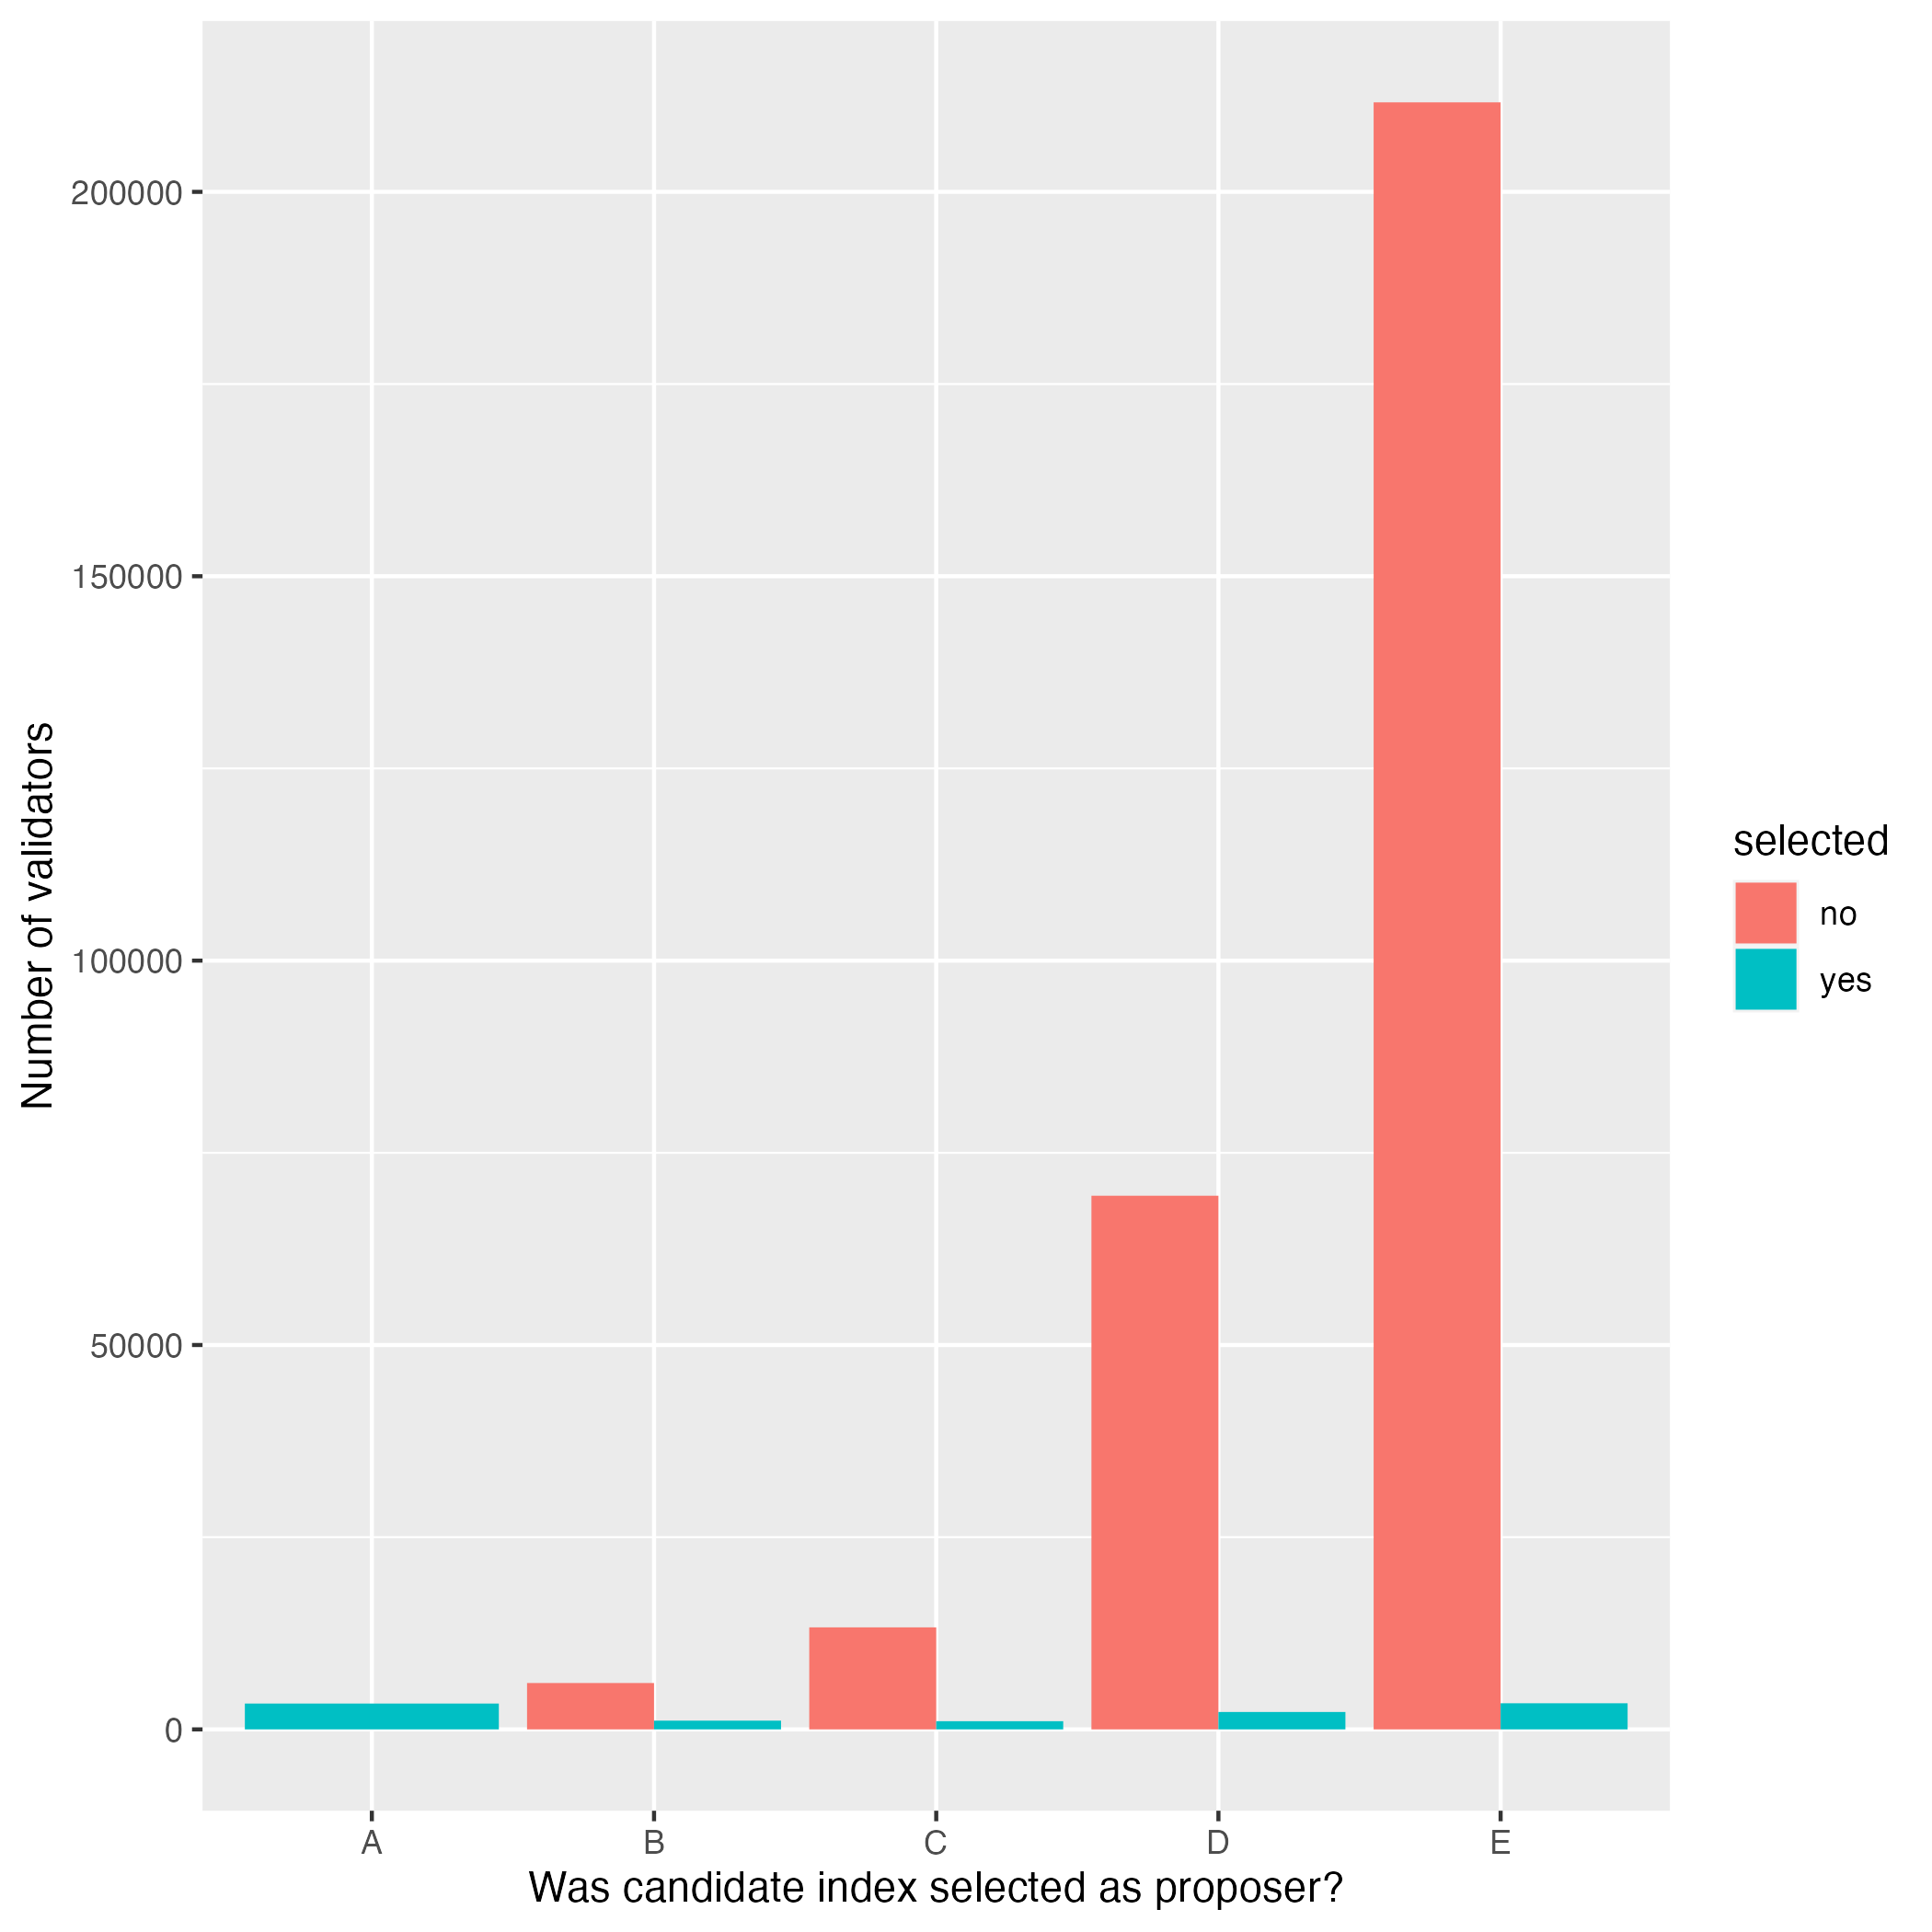 Number of validators
200000
150000
100000
50000
0
A B C D E
Was candidate index selected as proposer?
selected
no
yes